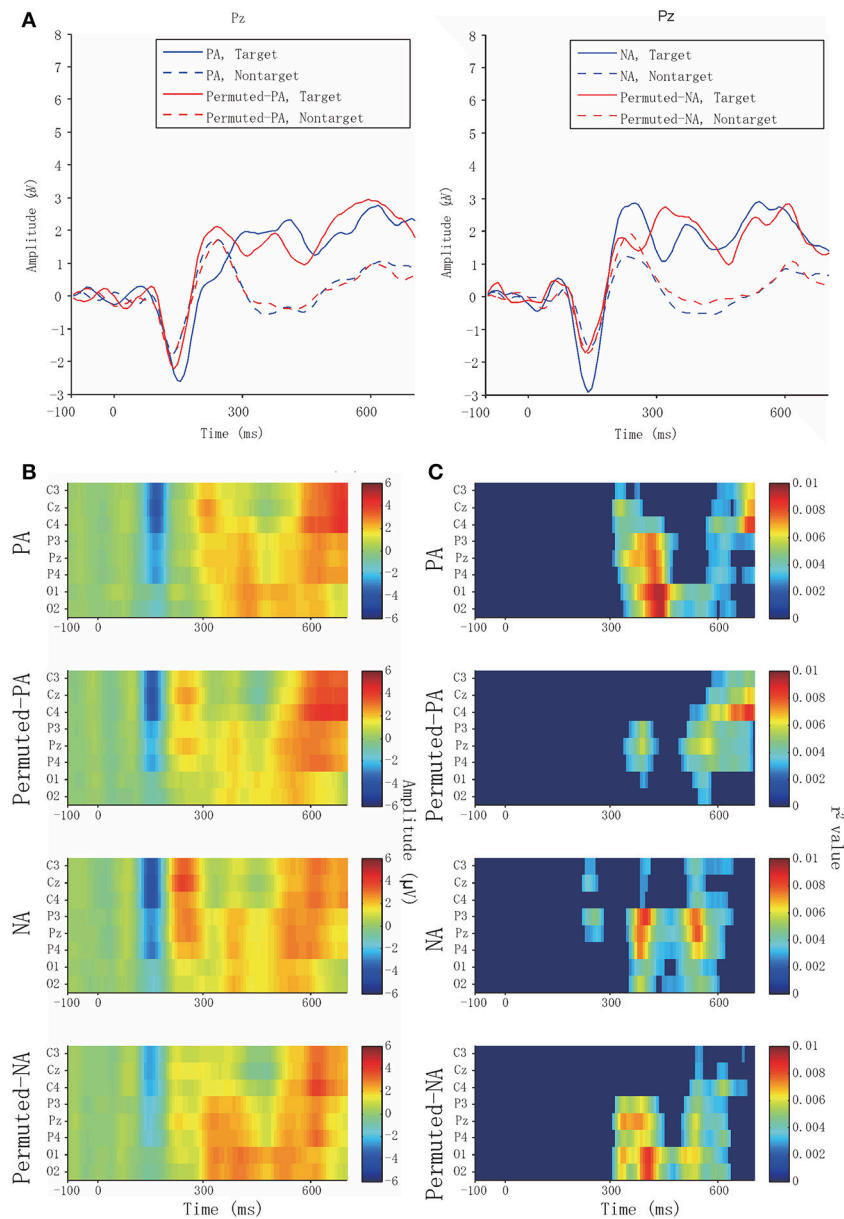 A
Pz
Pz
8
7
6
5
4
3
2
1
0
-1
-2
-3
Amplitude (μV)
PA, Target
PA, Nontarget
Permuted-PA, Target
Permuted-PA, Nontarget
-100 0 300 600
Time (ms)
8
7
6
5
4
3
2
1
0
-1
-2
-3
Amplitude (μV)
NA, Target
NA, Nontarget
Permuted-NA, Target
Permuted-NA, Nontarget
-100 0 300 600
Time (ms)
B
PA
C3
Cz
C4
P3
Pz
P4
O1
O2
-100 0 300 600
6
4
2
0
-2
-4
-6
Permuted-PA
C3
Cz
C4
P3
Pz
P4
O1
O2
-100 0 300 600
6
4
2
0
-2
-4
-6
Amplitude (μV)
NA
C3
Cz
C4
P3
Pz
P4
O1
O2
-100 0 300 600
6
4
2
0
-2
-4
-6
Permuted-NA
C3
Cz
C4
P3
Pz
P4
O1
O2
-100 0 300 600
Time (ms)
6
4
2
0
-2
-4
-6
C
PA
C3
Cz
C4
P3
Pz
P4
O1
O2
-100 0 300 600
0.01
0.008
0.006
0.004
0.002
0
Permuted-PA
C3
Cz
C4
P3
Pz
P4
O1
O2
-100 0 300 600
0.01
0.008
0.006
0.004
0.002
0
r² value
NA
C3
Cz
C4
P3
Pz
P4
O1
O2
-100 0 300 600
0.01
0.008
0.006
0.004
0.002
0
Permuted-NA
C3
Cz
C4
P3
Pz
P4
O1
O2
-100 0 300 600
Time (ms)
0.01
0.008
0.006
0.004
0.002
0